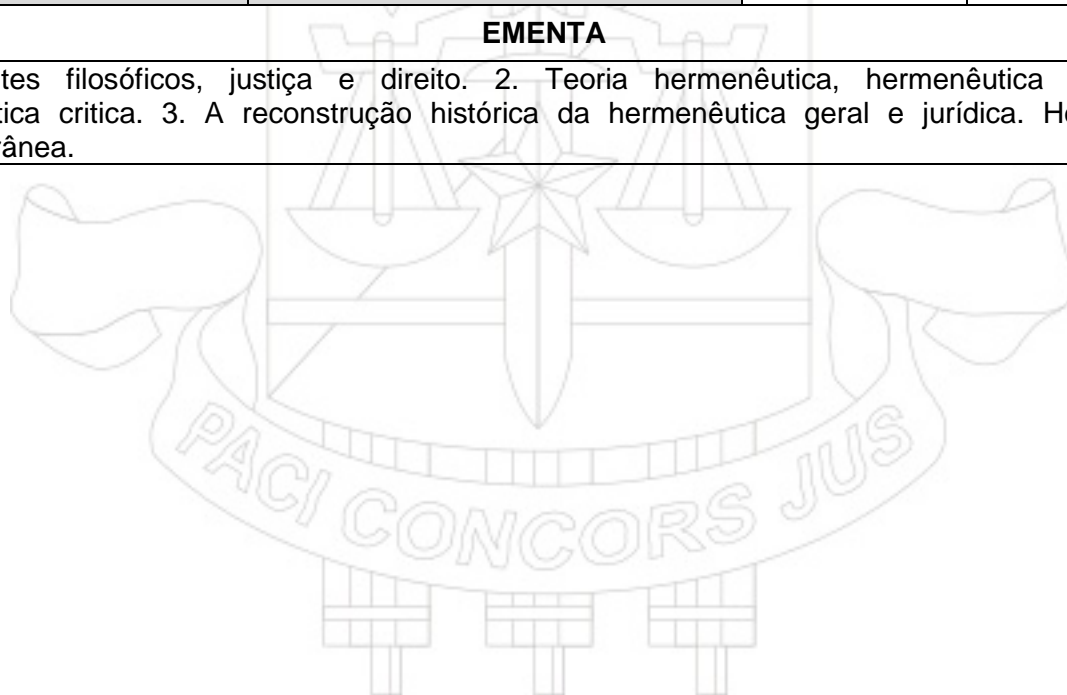 EMENTA
tes filosóficos, justiça e direito. 2. Teoria hermenêutica, hermenêutica
tica critica. 3. A reconstrução histórica da hermenêutica geral e jurídica. He
rânea.
PACI CONCORS JUS